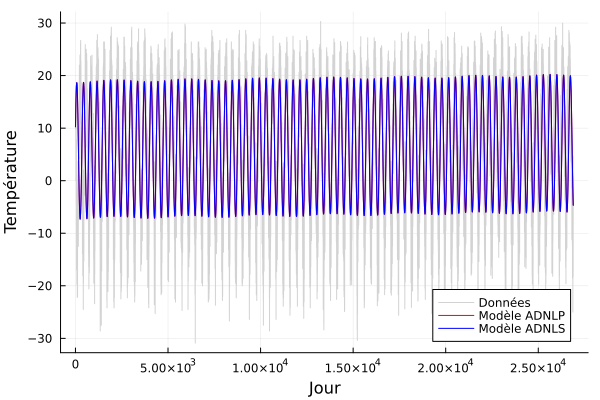 Température
30
20
10
0
−10
−20
−30
Données
Modèle ADNLP
Modèle ADNLS
0
5.00×10³
1.00×10⁴
1.50×10⁴
2.00×10⁴
2.50×10⁴
Jour